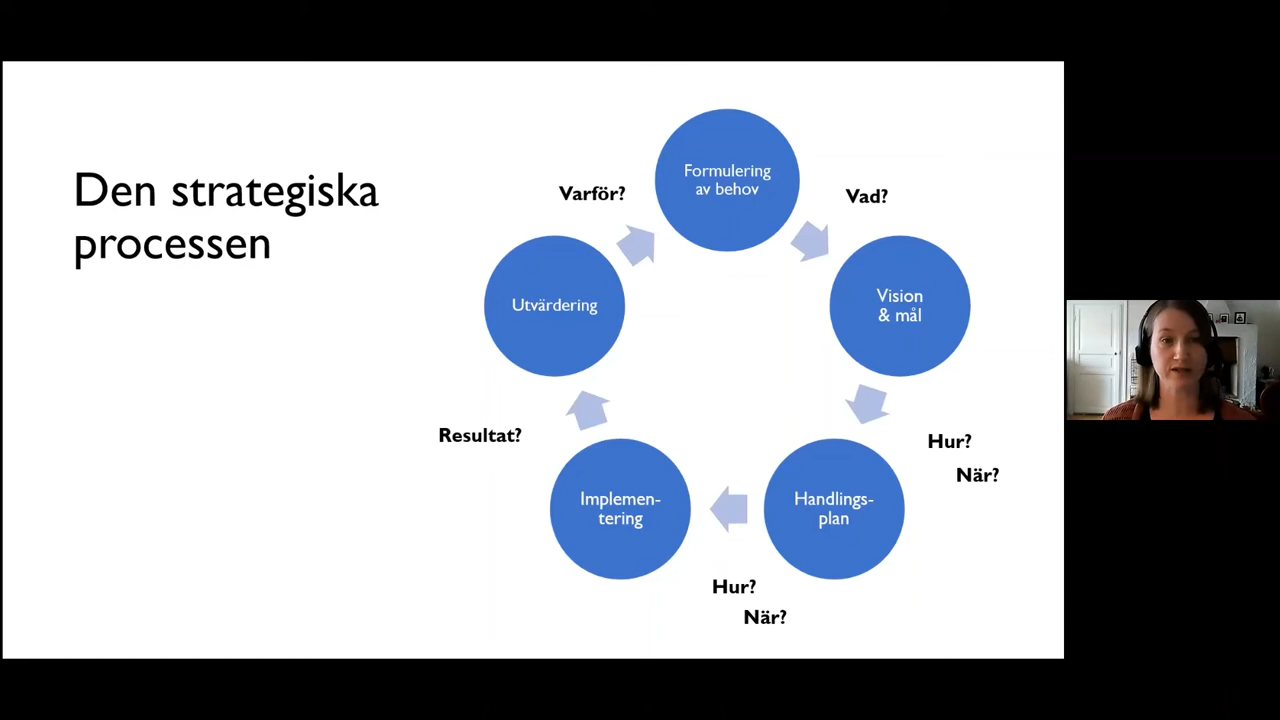 Den strategiska
processen
Formulering
av behov
Varför?
Vad?
Vision
& mål
Utvärdering
Hur?
När?
Resultat?
Handlings-
plan
Implemen-
tering
Hur?
När?